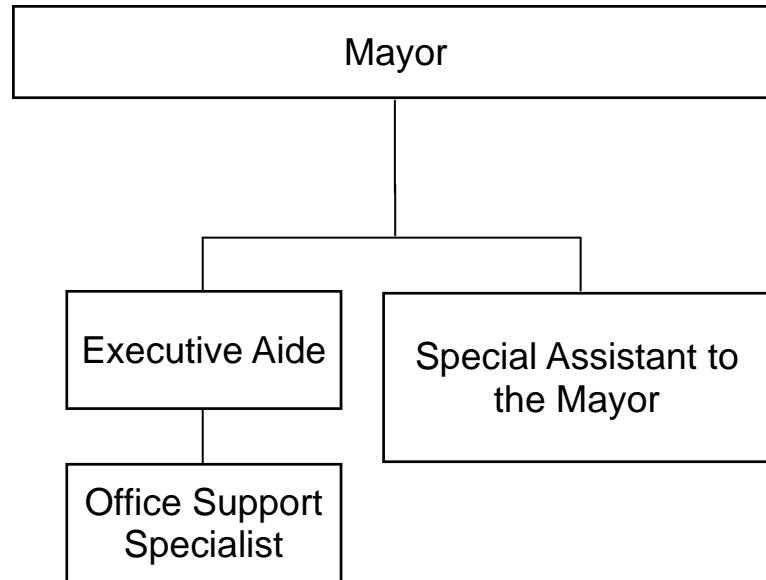 Mayor
Executive Aide
Special Assistant to
the Mayor
Office Support
Specialist